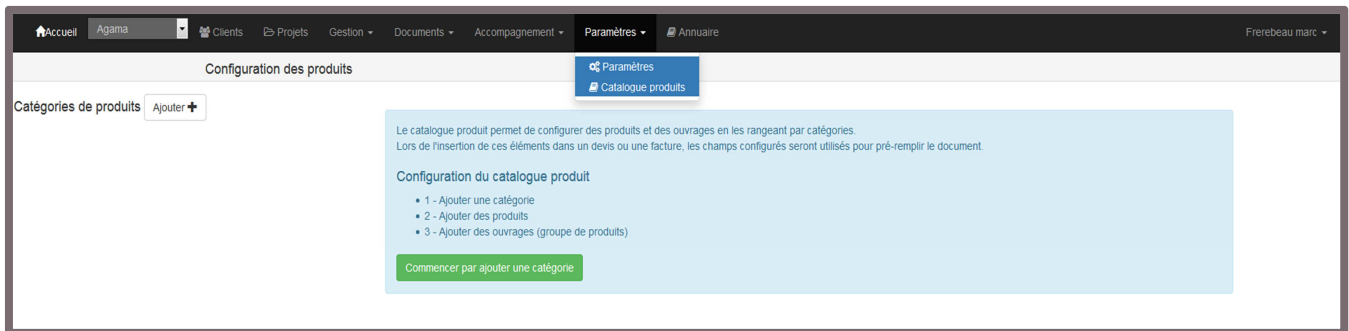 Accueil Agama Clients Projets Gestion Documents Accompagnement Paramètres Annuaire Frerebeau marc
Paramètres
Catalogue produits
Configuration des produits
Catégories de produits Ajouter
Le catalogue produit permet de configurer des produits et des ouvrages en les rangeant par catégories.
Lors de l'insertion de ces éléments dans un devis ou une facture, les champs configurés seront utilisés pour pré-remplir le document.
Configuration du catalogue produit
• 1 - Ajouter une catégorie
• 2 - Ajouter des produits
• 3 - Ajouter des ouvrages (groupe de produits)
Commencer par ajouter une catégorie